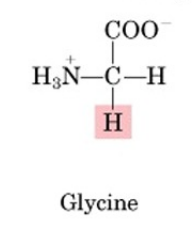 COO⁻
H₃N⁺—C—H
H
Glycine